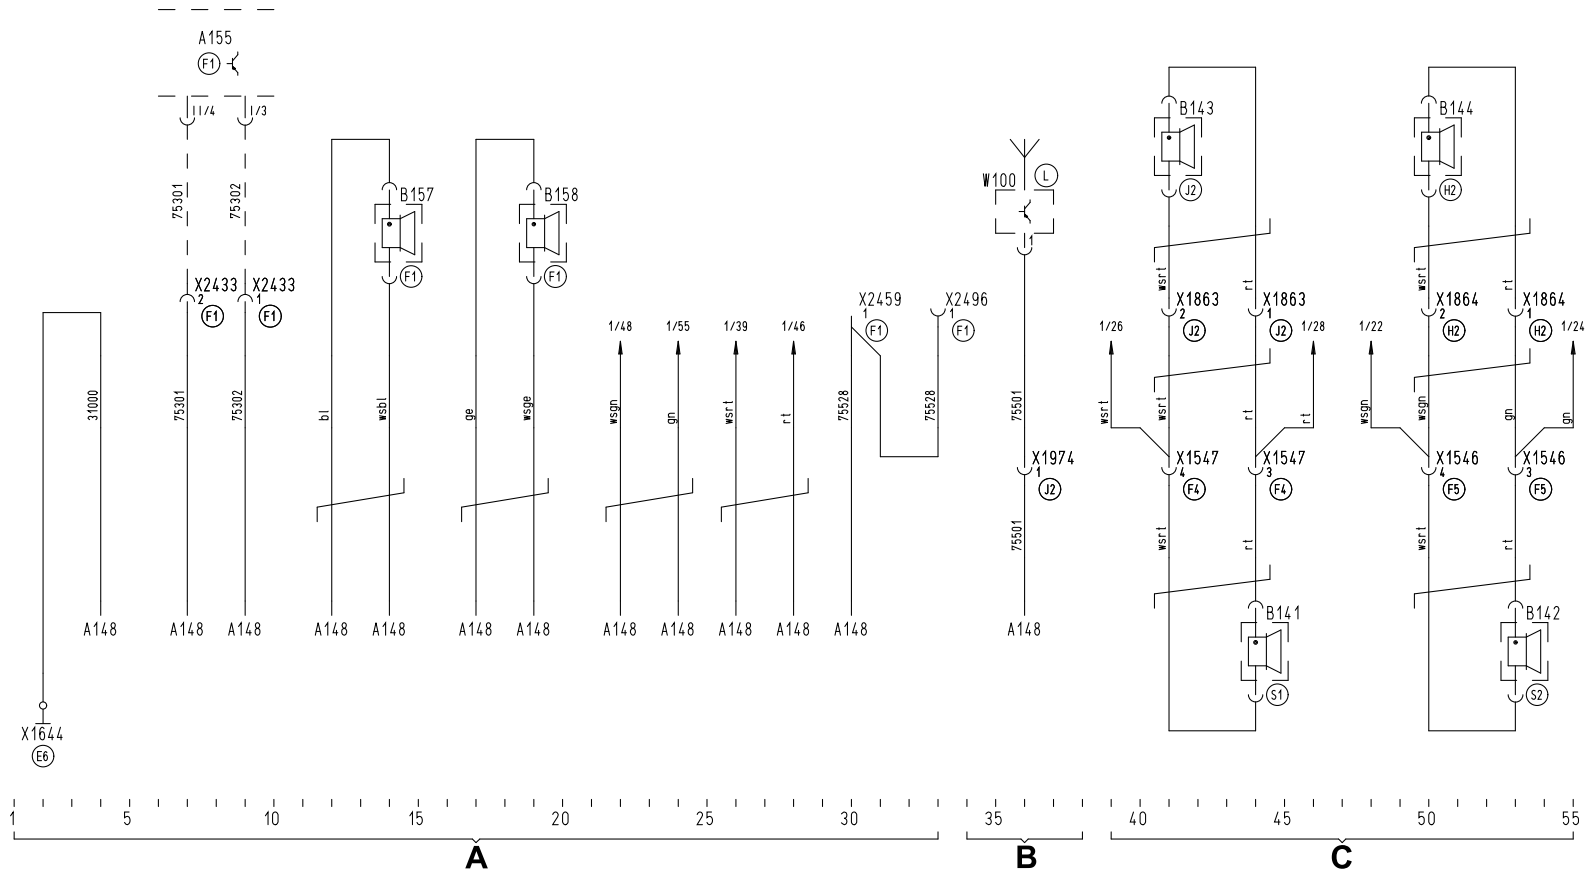 A155
F1
II/4 I/3
75301 75302
X2433 X2433
2 1
F1 F1
31000 75301 75302
A148 A148 A148
X1644
E6
B157
F1
bl wsbl
A148 A148
B158
F1
ge wsge
A148 A148
1/48 1/55 1/39 1/46
wsgn gn wsrt rt
A148 A148 A148 A148
X2459 X2496
1 1
F1 F1
75528 75528
A148
W100 L
1
75501
X1974
1
J2
75501
A148
B143
J2
wsrt rt
X1863 X1863
2 1
J2 J2
1/26 1/28
wsrt wsrt rt rt
X1547 X1547
4 3
F4 F4
wsrt rt
B141
S1
B144
H2
wsrt rt
X1864 X1864
2 1
H2 H2
1/22 1/24
wsgn wsgn gn gn
X1546 X1546
4 3
F5 F5
wsrt rt
B142
S2
1 5 10 15 20 25 30 35 40 45 50 55
A B C